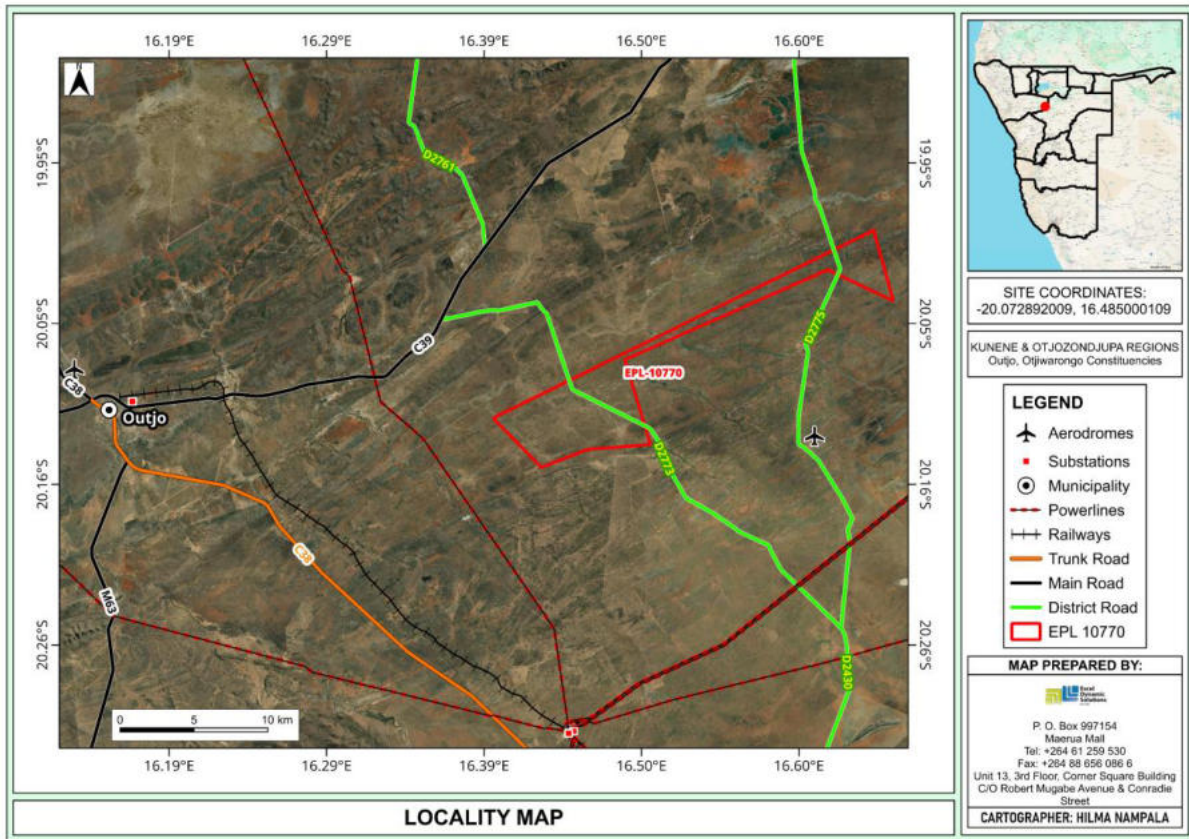 16.19°E 16.29°E 16.39°E 16.50°E 16.60°E
19.95°S
20.05°S
20.16°S
20.26°S
D2761
C39
D2775
EPL-10770
C38
Outjo
D2773
C38
M63
D2430
0 5 10 km
19.95°S
20.05°S
20.16°S
20.26°S
16.19°E 16.29°E 16.39°E 16.50°E 16.60°E
LOCALITY MAP
SITE COORDINATES:
-20.072892009, 16.485000109
KUNENE & OTJOZONDJUPA REGIONS
Outjo, Otjiwarongo Constituencies
LEGEND
Aerodromes
Substations
Municipality
Powerlines
Railways
Trunk Road
Main Road
District Road
EPL 10770
MAP PREPARED BY:
Excel
Dynamic
Solutions
P. O. Box 997154
Maerua Mall
Tel: +264 61 259 530
Fax: +264 88 656 086 6
Unit 13, 3rd Floor, Corner Square Building
C/O Robert Mugabe Avenue & Conradie
Street
CARTOGRAPHER: HILMA NAMPALA